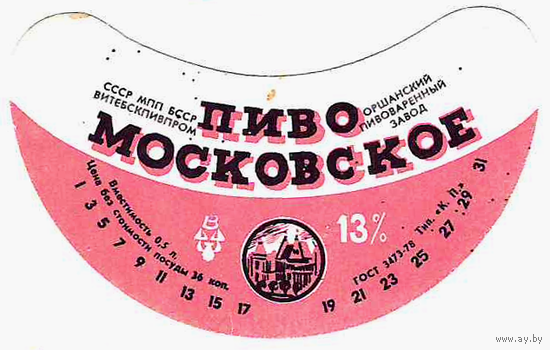 СССР МПП БССР
ВИТЕБСКПИВПРОМ
ПИВО
ОРШАНСКИЙ
ПИВОВАРЕННЫЙ
ЗАВОД
МОСКОВСКОЕ
Вместимость 0,5 л.
Цена без стоимости посуды 36 коп.
13%
ГОСТ 3473-78 Тип. «К. П.»
1 3 5 7 9 11 13 15 17 19 21 23 25 27 29 31
www.ay.by